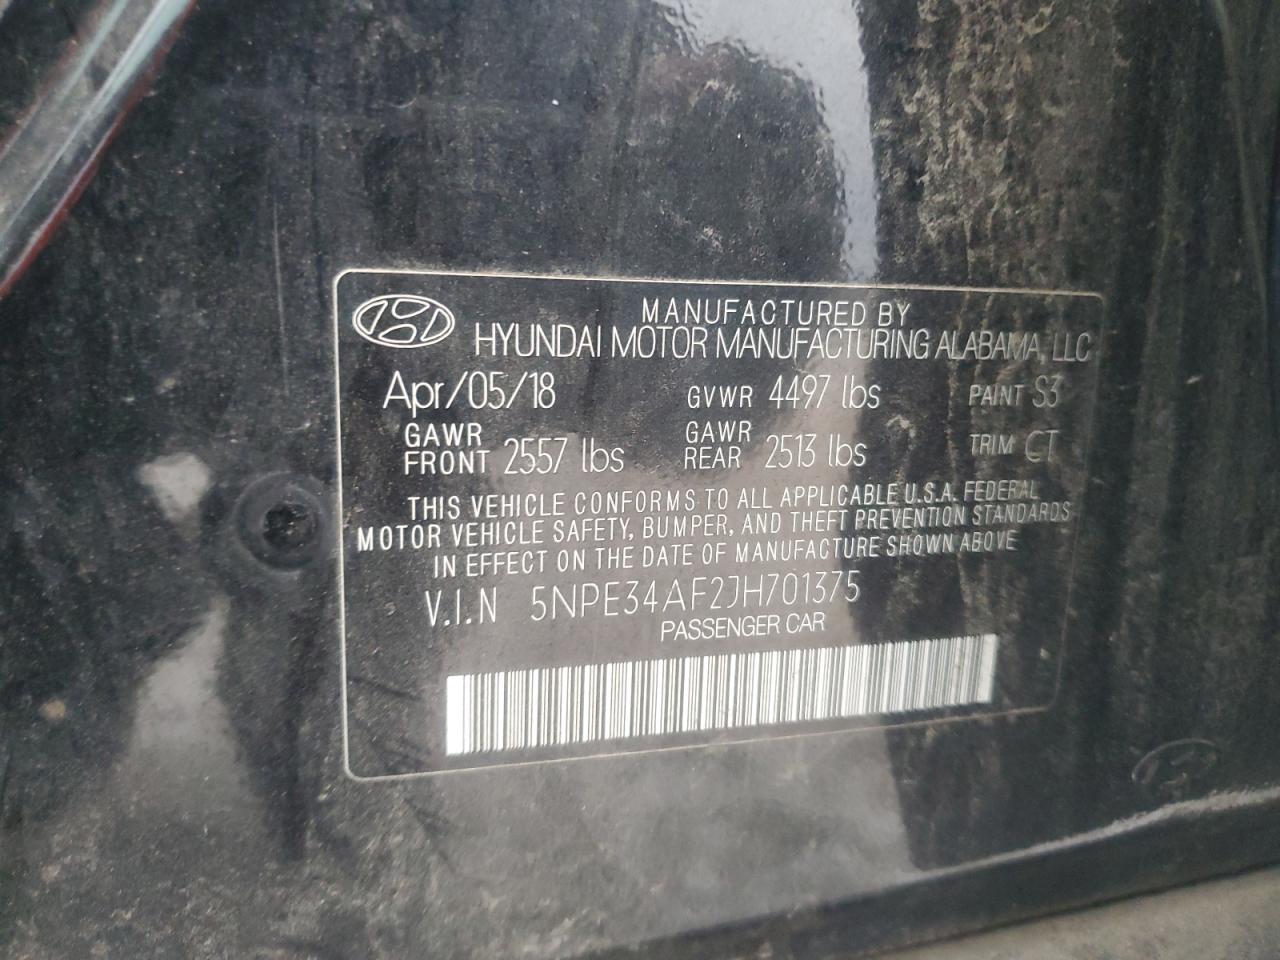 MANUFACTURED BY
HYUNDAI MOTOR MANUFACTURING ALABAMA, LLC
Apr/05/18 GVWR 4497 lbs PAINT S3
GAWR FRONT 2557 lbs GAWR REAR 2513 lbs TRIM CT
THIS VEHICLE CONFORMS TO ALL APPLICABLE U.S.A. FEDERAL
MOTOR VEHICLE SAFETY, BUMPER, AND THEFT PREVENTION STANDARDS
IN EFFECT ON THE DATE OF MANUFACTURE SHOWN ABOVE
V.I.N 5NPE34AF2JH701375
PASSENGER CAR